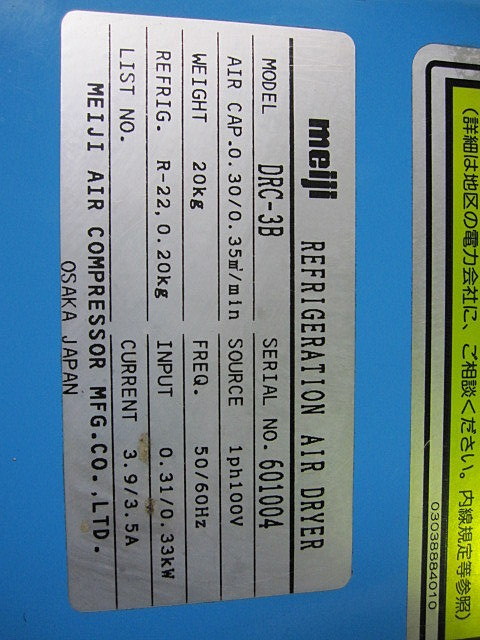 meiji REFRIGERATION AIR DRYER
MODEL DRC-3B SERIAL NO. 601004
AIR CAP. 0.30/0.35㎥/min SOURCE 1ph100V
WEIGHT 20kg FREQ. 50/60Hz
REFRIG. R-22, 0.20kg INPUT 0.31/0.33kW
LIST NO. CURRENT 3.9/3.5A
MEIJI AIR COMPRESSOR MFG.CO.,LTD.
OSAKA JAPAN
(詳細は地区の電力会社に、ご相談ください。内線規定等参照)
03038884010